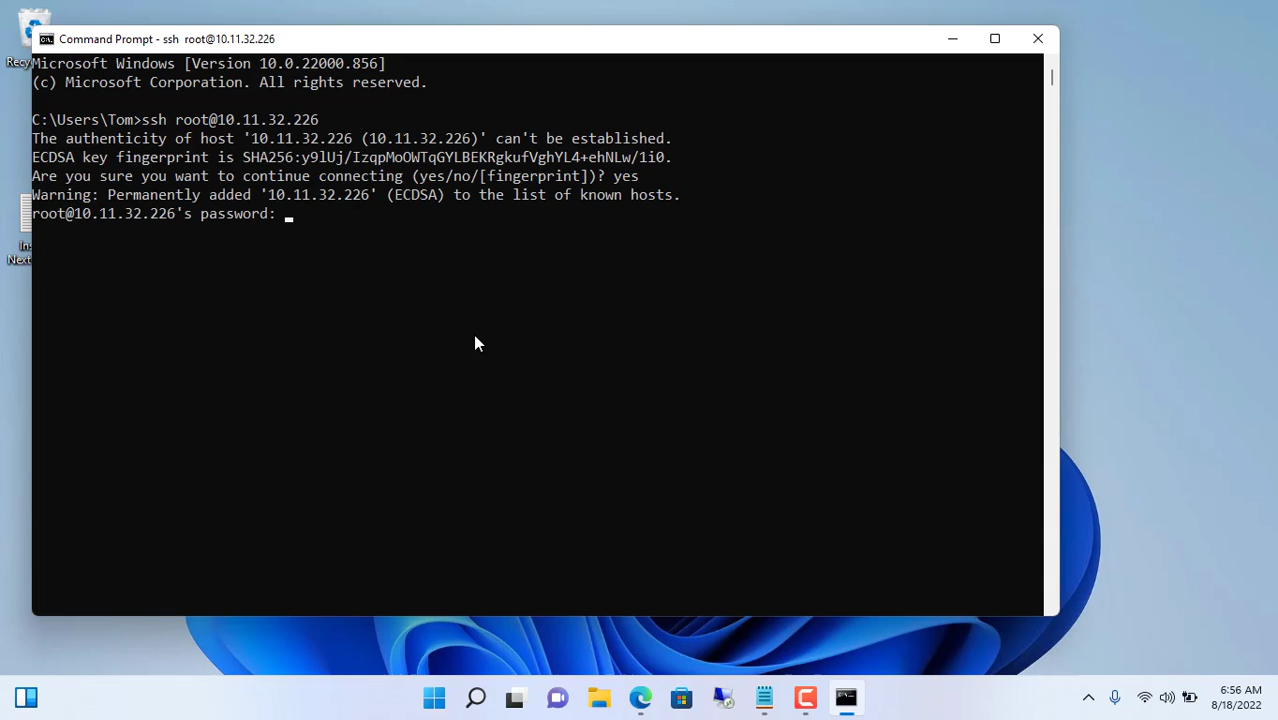 Recy
Command Prompt - ssh  root@10.11.32.226
Microsoft Windows [Version 10.0.22000.856]
(c) Microsoft Corporation. All rights reserved.
C:\Users\Tom>ssh root@10.11.32.226
The authenticity of host '10.11.32.226 (10.11.32.226)' can't be established.
ECDSA key fingerprint is SHA256:y9lUj/IzqpMoOWTqGYLBEKRgkufVghYL4+ehNLw/1i0.
Are you sure you want to continue connecting (yes/no/[fingerprint])? yes
Warning: Permanently added '10.11.32.226' (ECDSA) to the list of known hosts.
root@10.11.32.226's password:
Ins
Next
6:56 AM
8/18/2022